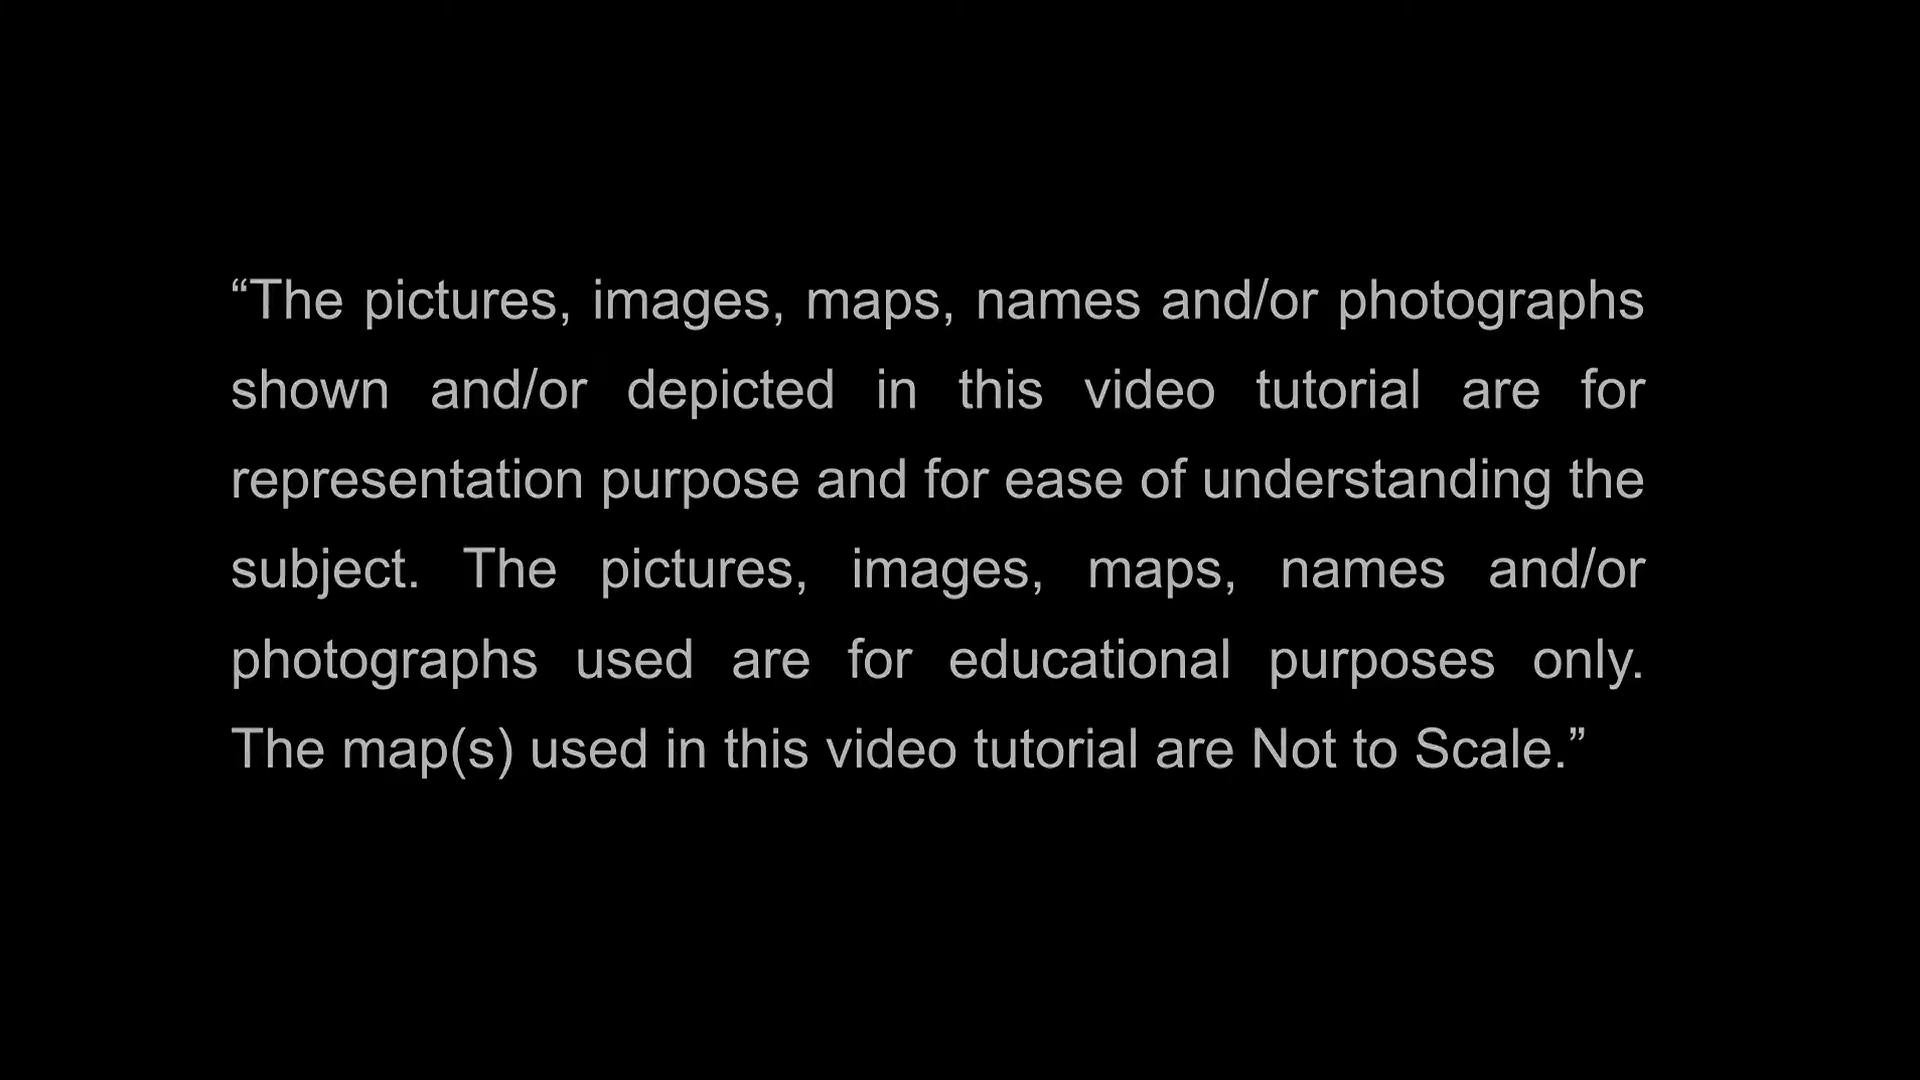 “The pictures, images, maps, names and/or photographs
shown and/or depicted in this video tutorial are for
representation purpose and for ease of understanding the
subject. The pictures, images, maps, names and/or
photographs used are for educational purposes only.
The map(s) used in this video tutorial are Not to Scale.”